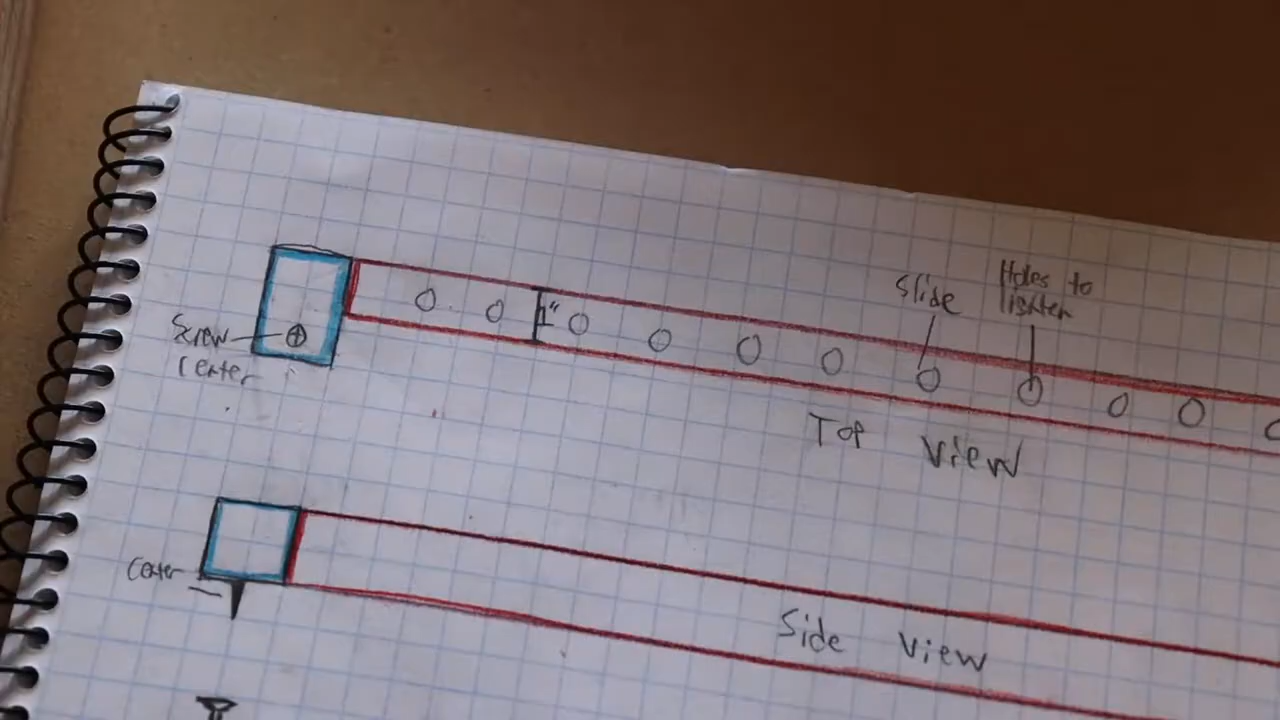 Holes to
lighten
Slide
1"
Screw
Center
Top View
Center
Side View